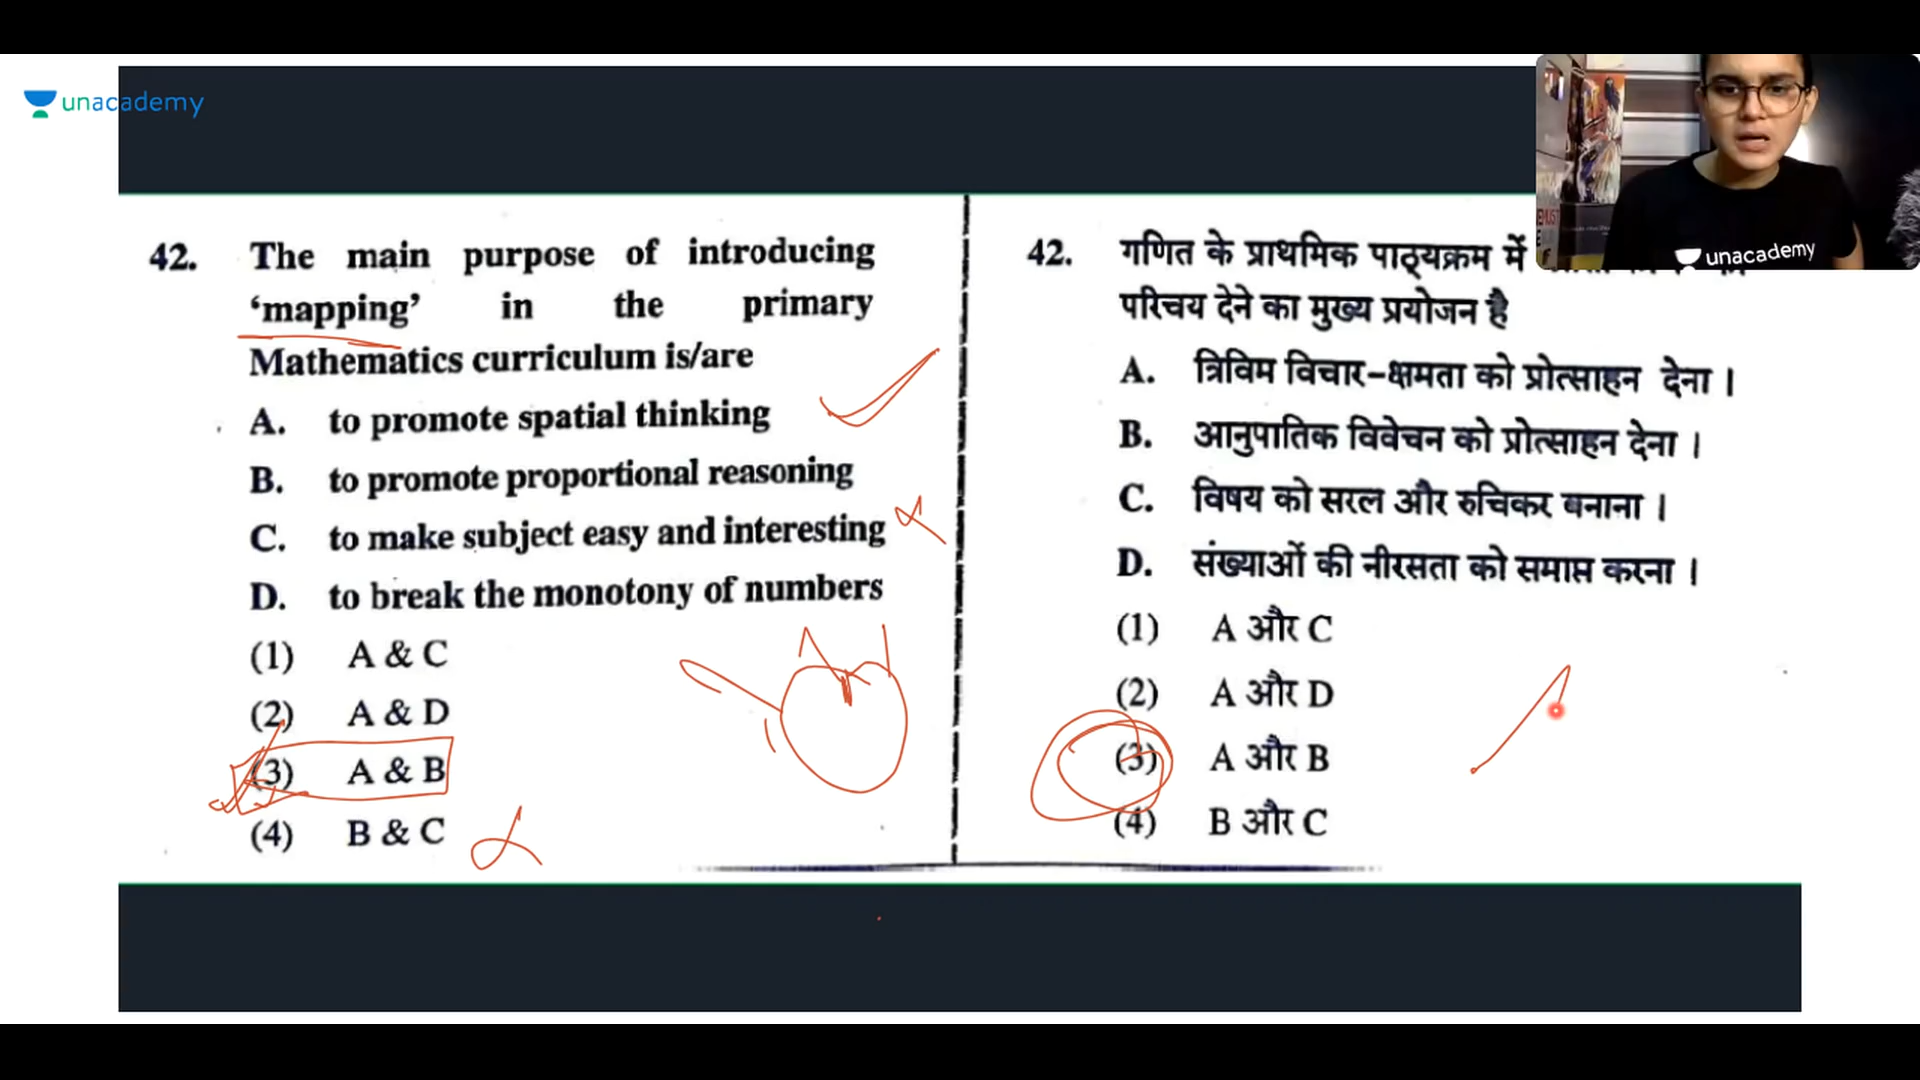 unacademy
unacademy
42. The main purpose of introducing
‘mapping’ in the primary
Mathematics curriculum is/are
A. to promote spatial thinking
B. to promote proportional reasoning
C. to make subject easy and interesting
D. to break the monotony of numbers
(1) A & C
(2) A & D
(3) A & B
(4) B & C
42. गणित के प्राथमिक पाठ्यक्रम में
परिचय देने का मुख्य प्रयोजन है
A. त्रिविम विचार-क्षमता को प्रोत्साहन देना ।
B. आनुपातिक विवेचन को प्रोत्साहन देना ।
C. विषय को सरल और रुचिकर बनाना ।
D. संख्याओं की नीरसता को समाप्त करना ।
(1) A और C
(2) A और D
(3) A और B
(4) B और C